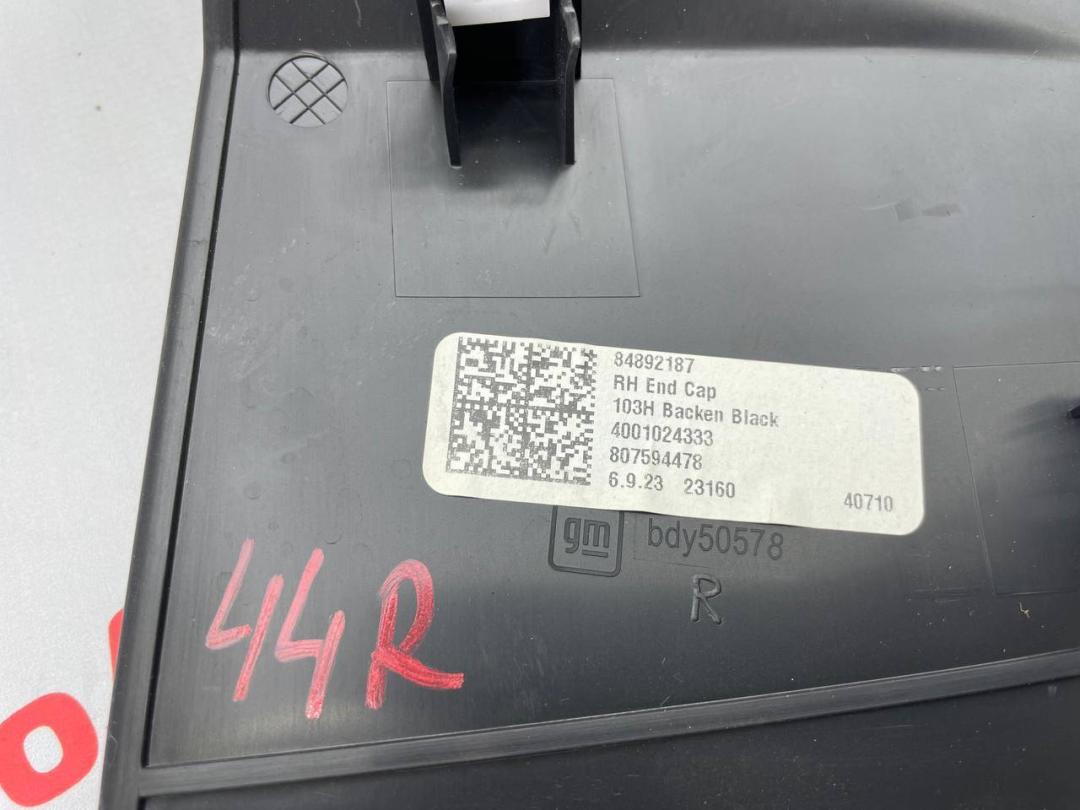 84892187
RH End Cap
103H Backen Black
4001024333
807594478
6.9.23 23160 40710
gm bdy50578
R
44R